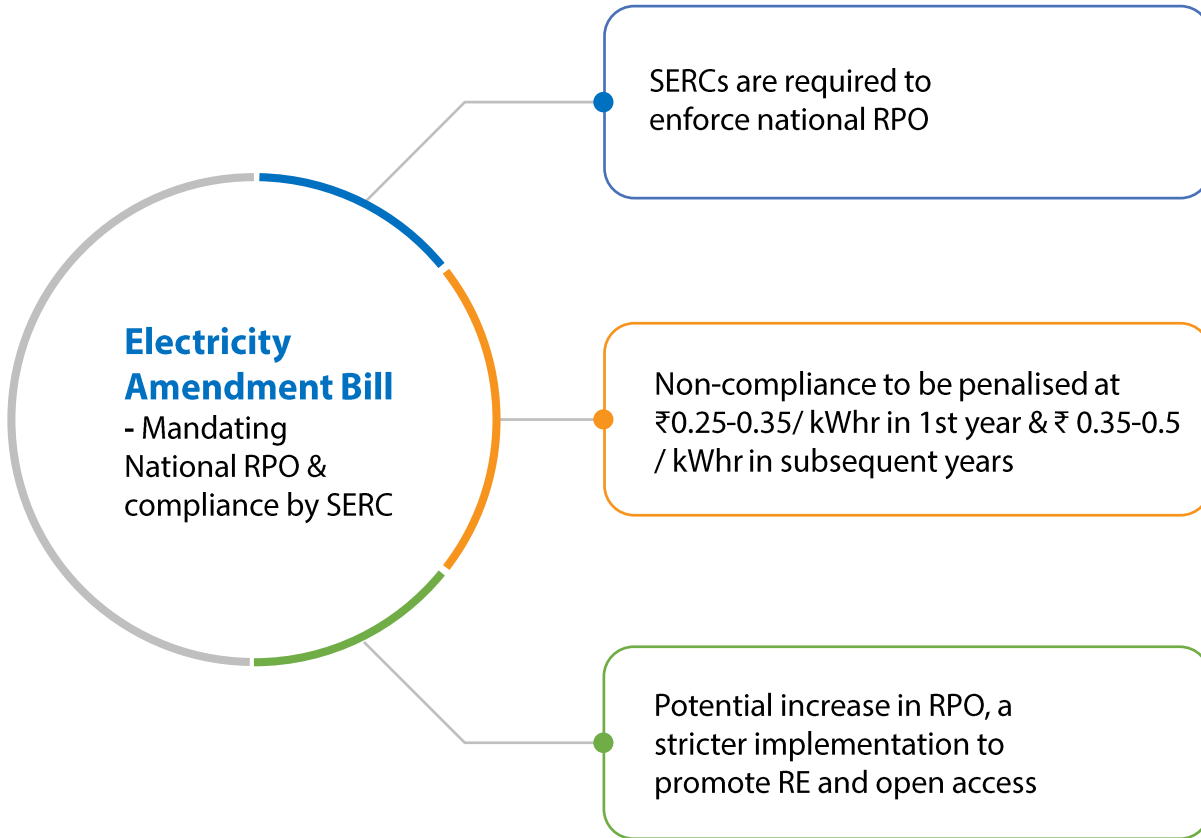 Electricity
Amendment Bill
- Mandating
National RPO &
compliance by SERC
SERCs are required to
enforce national RPO
Non-compliance to be penalised at
₹0.25-0.35/ kWhr in 1st year & ₹ 0.35-0.5
/ kWhr in subsequent years
Potential increase in RPO, a
stricter implementation to
promote RE and open access